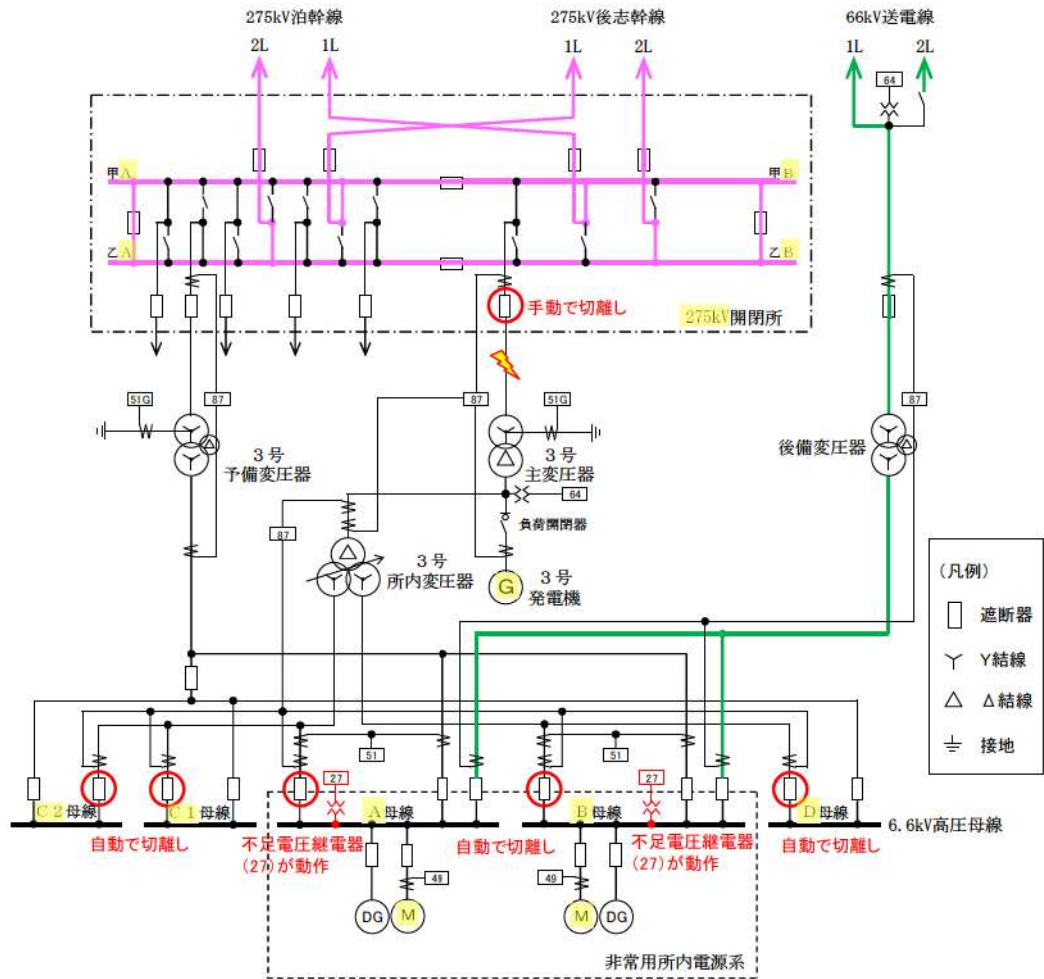 275kV泊幹線
275kV後志幹線
66kV送電線
2L
1L
1L
2L
1L
2L
64
甲A
甲B
乙A
乙B
手動で切離し
275kV開閉所
51G
87
87
51G
87
3号
予備変圧器
3号
主変圧器
後備変圧器
64
87
負荷開閉器
3号
所内変圧器
G
3号
発電機
(凡例)
遮断器
Y結線
Δ結線
接地
51
51
27
27
C2母線
C1母線
A母線
B母線
D母線
6.6kV高圧母線
自動で切離し
不足電圧継電器
(27)が動作
自動で切離し
不足電圧継電器
(27)が動作
自動で切離し
49
49
DG
M
M
DG
非常用所内電源系